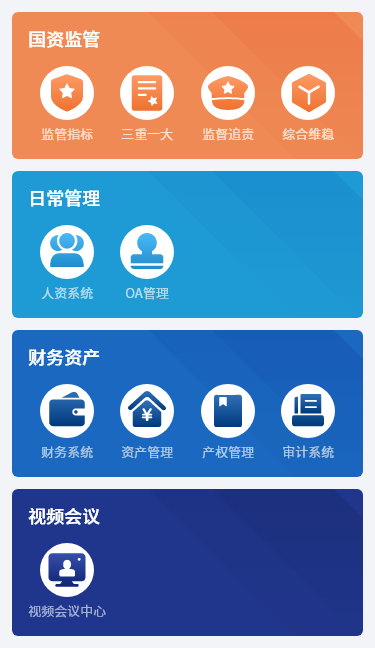 国资监管
监管指标 三重一大 监督追责 综合维稳
日常管理
人资系统 OA管理
财务资产
财务系统 资产管理 产权管理 审计系统
视频会议
视频会议中心